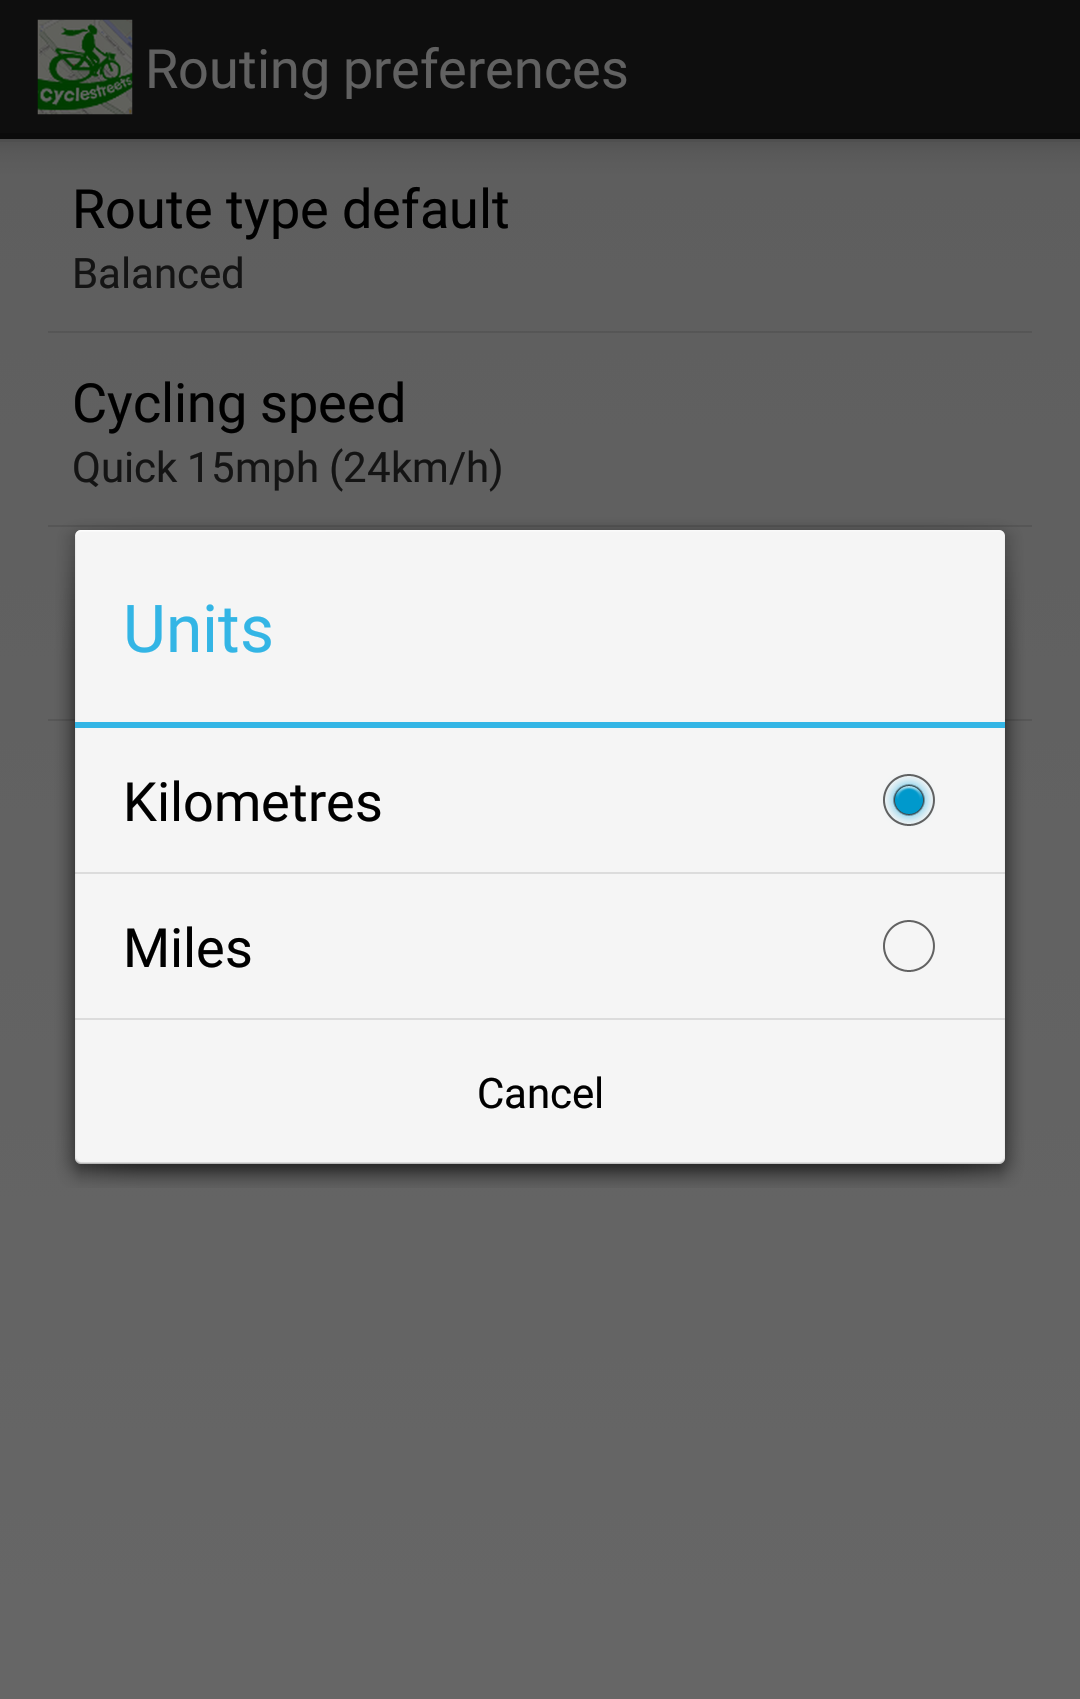 Cyclestreets
Routing preferences
Route type default
Balanced
Cycling speed
Quick 15mph (24km/h)
Units
Kilometres
Miles
Cancel